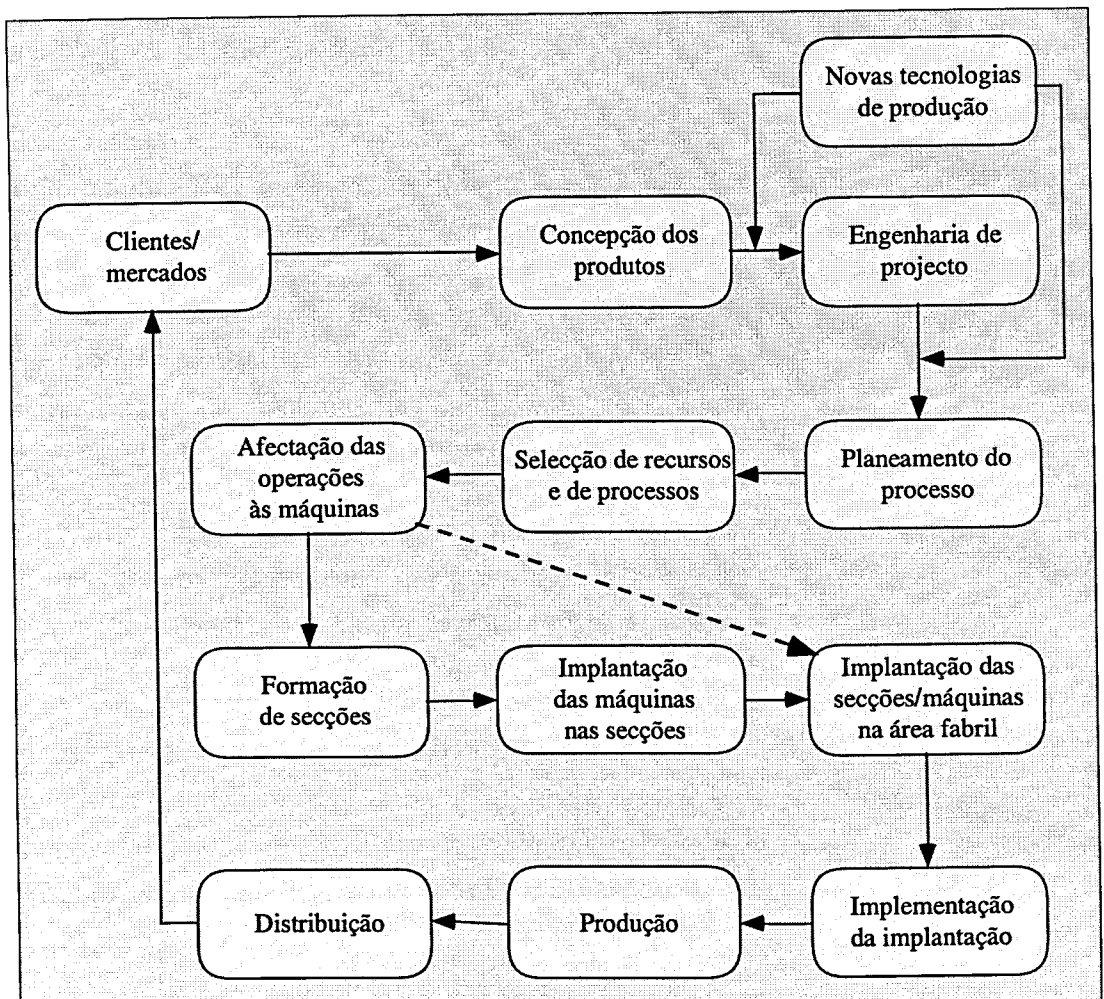 Novas tecnologias
de produção
Clientes/
mercados
Concepção dos
produtos
Engenharia de
projecto
Afectação das
operações
às máquinas
Selecção de recursos
e de processos
Planeamento do
processo
Formação
de secções
Implantação
das máquinas
nas secções
Implantação das
secções/máquinas
na área fabril
Distribuição
Produção
Implementação
da implantação